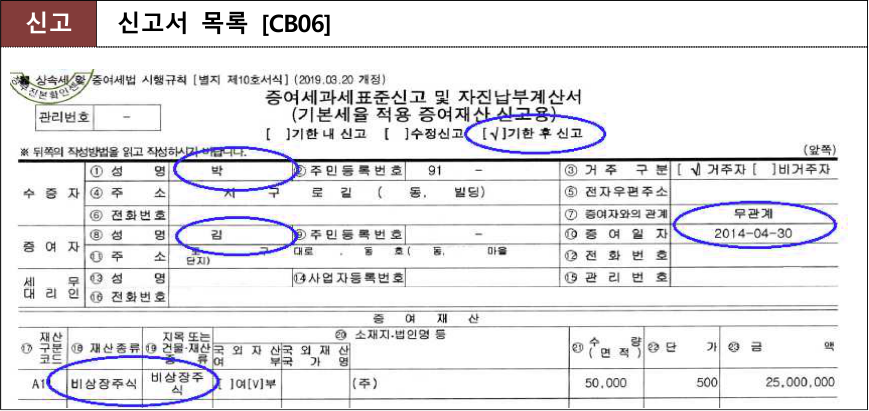 신고 신고서 목록 [CB06]
상속세 및 증여세법 시행규칙 [별지 제10호서식] (2019.03.20 개정)
증여세과세표준신고 및 자진납부계산서
(기본세율 적용 증여재산 신고용)
관리번호 -
[ ]기한 내 신고 [ ]수정신고 [√]기한 후 신고
※ 뒤쪽의 작성방법을 읽고 작성하시기 바랍니다. (앞쪽)
수증자 ① 성 명 박 ② 주민등록번호 91 - ③ 거주 구분 [√]거주자 [ ]비거주자
④ 주 소 시 구 로 길 ( 동, 빌딩) ⑤ 전자우편주소
⑥ 전화번호 ⑦ 증여자와의 관계 무관계
증여자 ⑧ 성 명 김 ⑨ 주민등록번호 - ⑩ 증여일자 2014-04-30
⑪ 주 소 구 대로 , 동 호 ( 동, 마을 단지) ⑫ 전화번호
세무대리인 ⑬ 성 명 ⑭ 사업자등록번호 ⑮ 관리번호
⑯ 전화번호
증 여 재 산
⑰ 재산구분코드 ⑱ 재산종류 ⑲ 지목 또는 건물·재산종류 국외자산여부 국외재산국가명 ⑳ 소재지·법인명 등 ㉑ 수량(면적) ㉒ 단가 ㉓ 금액
A1 비상장주식 비상장주식 [ ]여[V]부 (주) 50,000 500 25,000,000